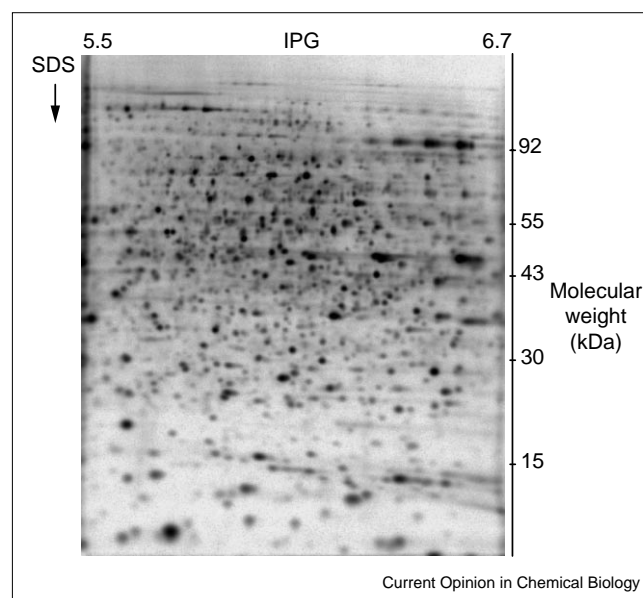 5.5 IPG 6.7
SDS
92
55
43
Molecular
weight
(kDa)
30
15
Current Opinion in Chemical Biology